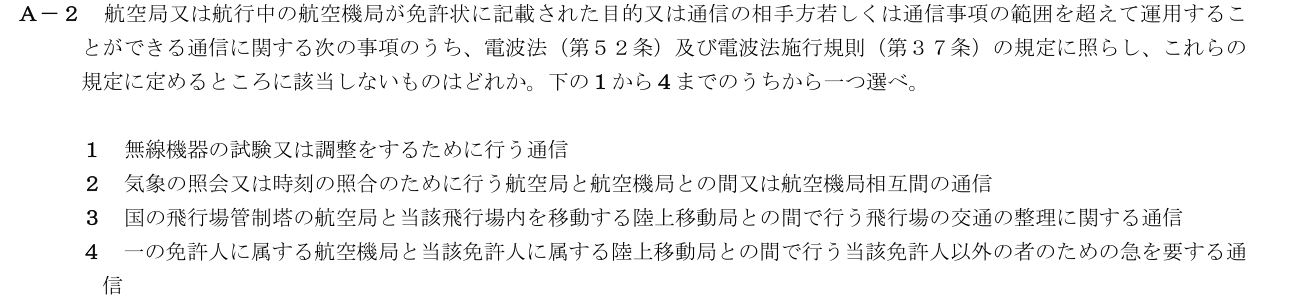 A－2 航空局又は航行中の航空機局が免許状に記載された目的又は通信の相手方若しくは通信事項の範囲を超えて運用するこ
とができる通信に関する次の事項のうち、電波法（第５２条）及び電波法施行規則（第３７条）の規定に照らし、これらの
規定に定めるところに該当しないものはどれか。下の1から4までのうちから一つ選べ。
1 無線機器の試験又は調整をするために行う通信
2 気象の照会又は時刻の照合のために行う航空局と航空機局との間又は航空機局相互間の通信
3 国の飛行場管制塔の航空局と当該飛行場内を移動する陸上移動局との間で行う飛行場の交通の整理に関する通信
4 一の免許人に属する航空機局と当該免許人に属する陸上移動局との間で行う当該免許人以外の者のための急を要する通
信